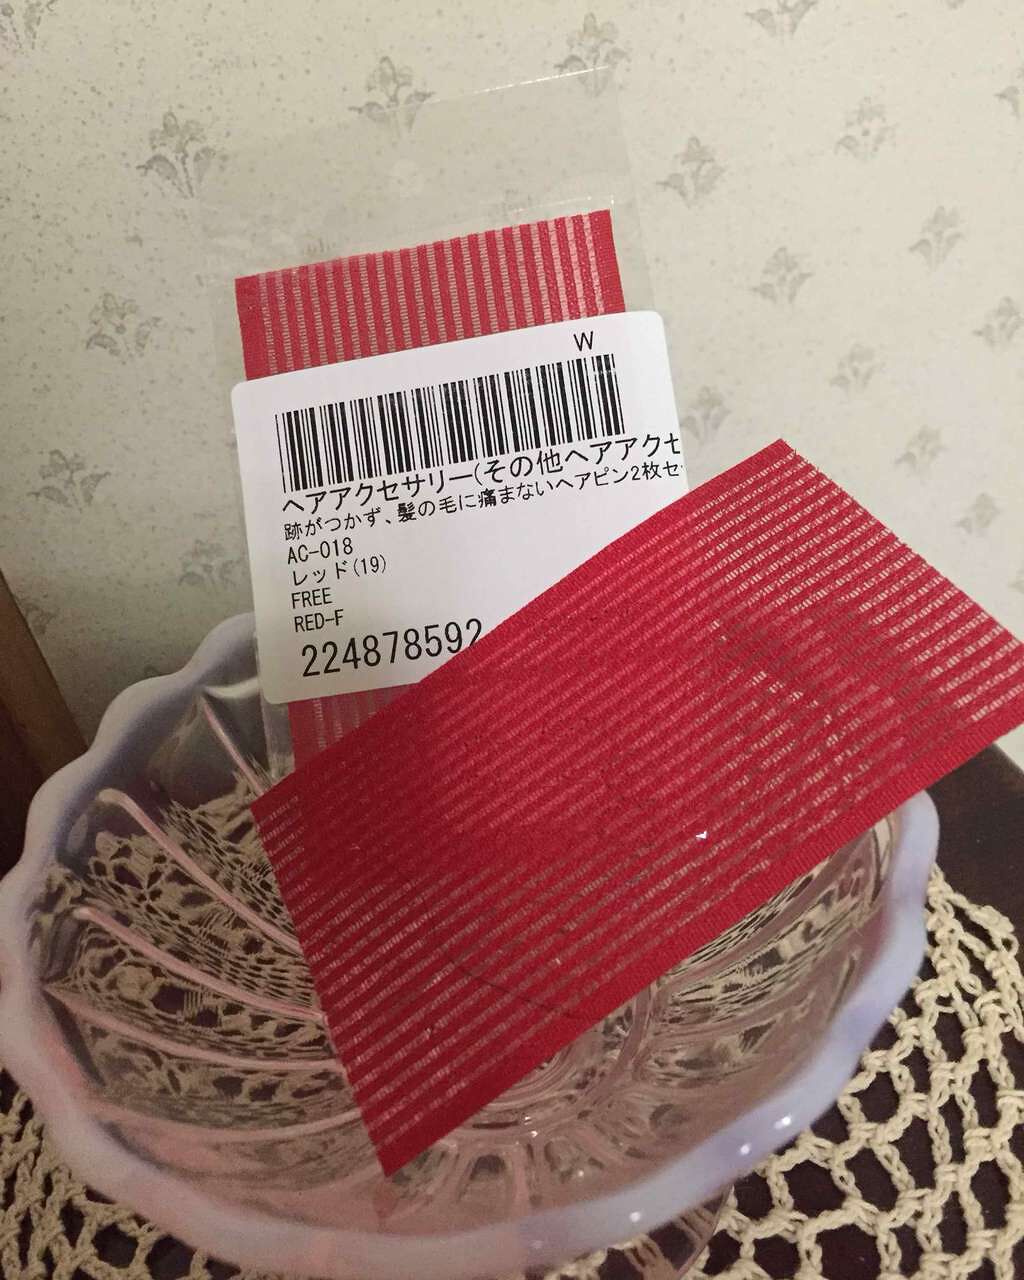 W
ヘアアクセサリー(その他ヘアアクセ
跡がつかず、髪の毛に痛まないヘアピン2枚セ
AC-018
レッド(19)
FREE
RED-F
224878592